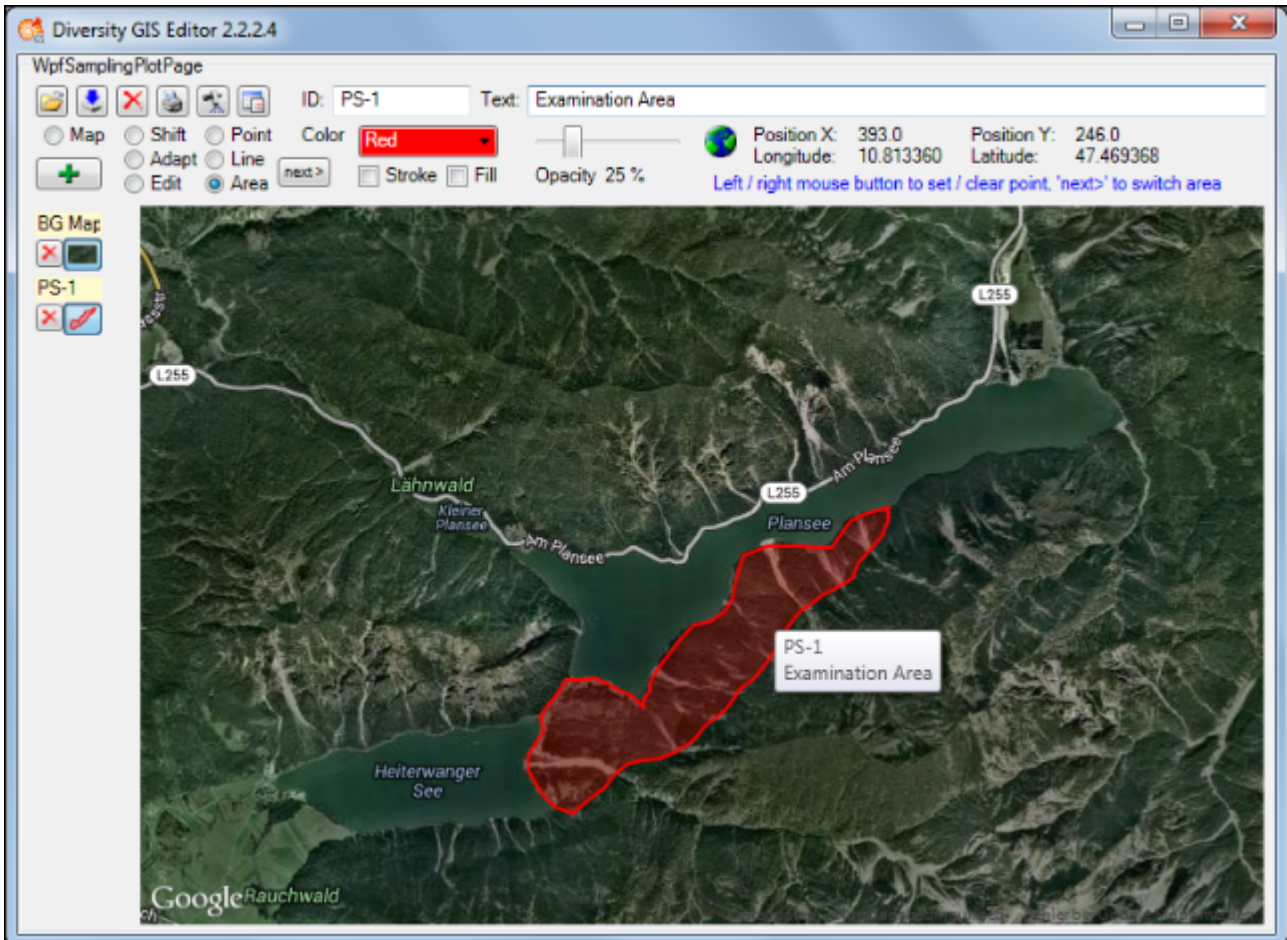 Diversity GIS Editor 2.2.2.4
WpfSamplingPlotPage
ID: PS-1 Text: Examination Area
Map Shift Point Color Red Position X: 393.0 Position Y: 246.0
Adapt Line next > Longitude: 10.813360 Latitude: 47.469368
Edit Area Stroke Fill Opacity 25 %
Left / right mouse button to set / clear point, 'next>' to switch area
BG Map
PS-1
L255
L255
Lähnwald
Kleiner
Plansee
Am Plansee
L255
Am Plansee
Plansee
PS-1
Examination Area
Heiterwanger
See
Google
Rauchwald